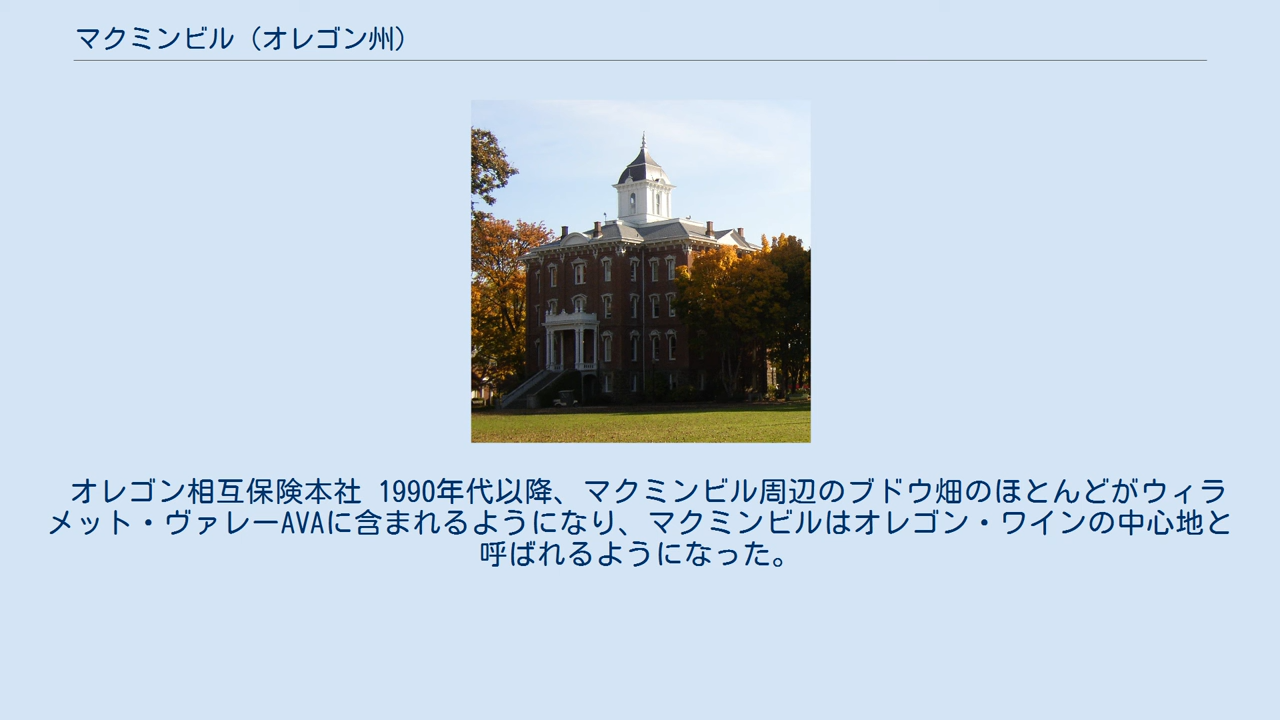 マクミンビル（オレゴン州）
オレゴン相互保険本社 1990年代以降、マクミンビル周辺のブドウ畑のほとんどがウィラ
メット・ヴァレーAVAに含まれるようになり、マクミンビルはオレゴン・ワインの中心地と
呼ばれるようになった。